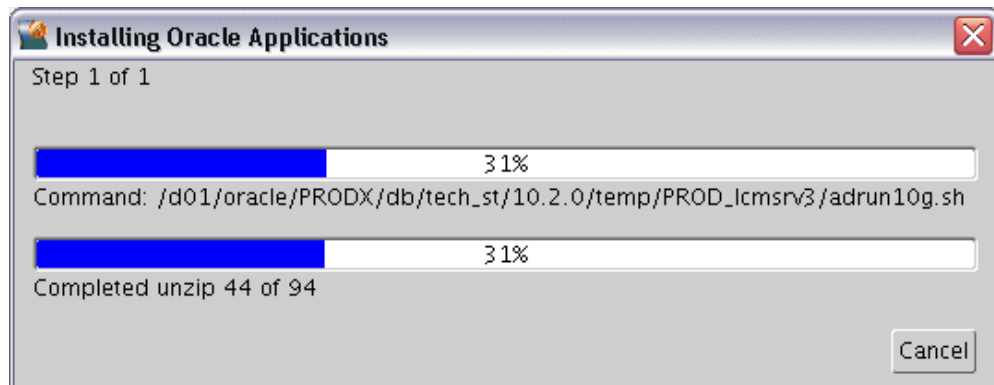 Installing Oracle Applications
Step 1 of 1
31%
Command: /d01/oracle/PRODX/db/tech_st/10.2.0/temp/PROD_lcmsrv3/adrun10g.sh
31%
Completed unzip 44 of 94
Cancel